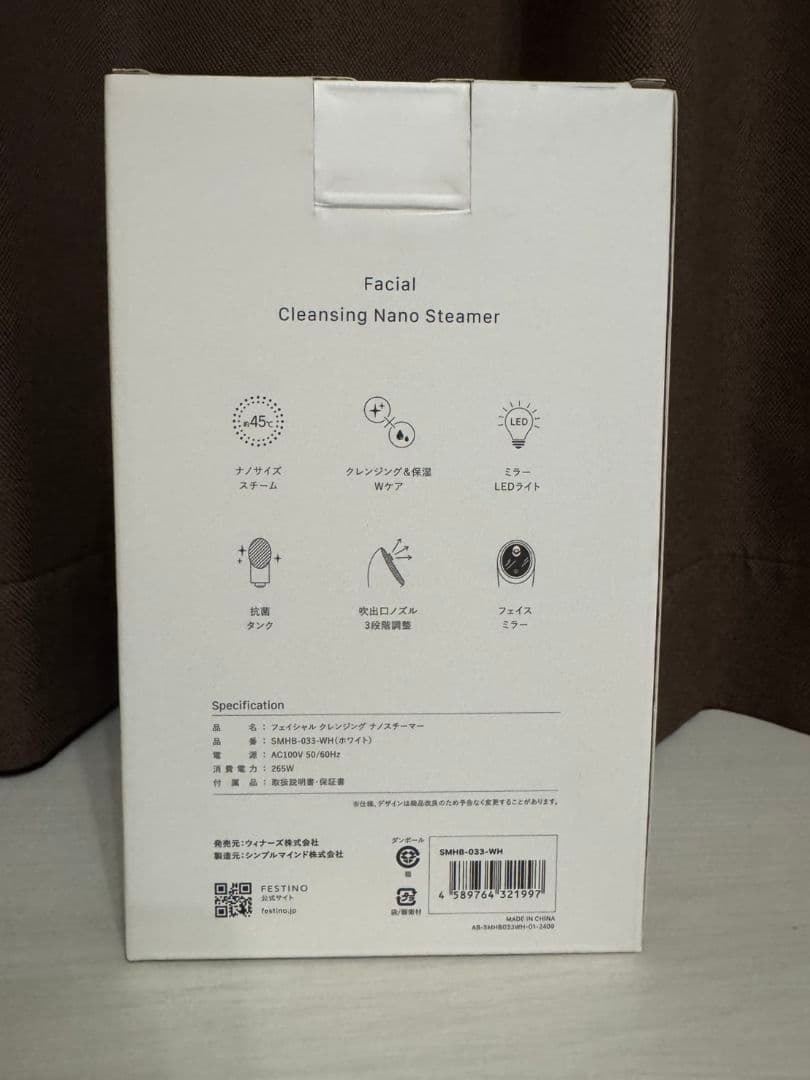 Facial
Cleansing Nano Steamer
約45℃
LED
ナノサイズ
スチーム
クレンジング&保湿
Wケア
ミラー
LEDライト
抗菌
タンク
吹出口ノズル
3段階調整
フェイス
ミラー
Specification
品名：フェイシャル クレンジング ナノスチーマー
品番：SMHB-033-WH(ホワイト)
電源：AC100V 50/60Hz
消費電力：265W
付属品：取扱説明書・保証書
※仕様、デザインは商品改良のため予告なく変更することがあります。
発売元：ウィナーズ株式会社
製造元：シンプルマインド株式会社
FESTINO
公式サイト
festino.jp
ダンボール
箱
プラ
袋/緩衝材
SMHB-033-WH
4 589764 321997
MADE IN CHINA
AB-SMHB033WH-01-2409